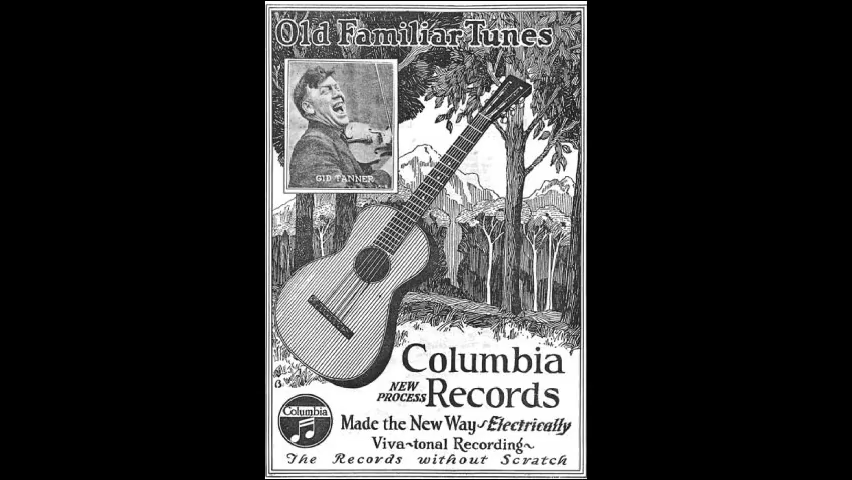 Old Familiar Tunes
GID TANNER
Columbia
NEW PROCESS Records
Columbia
Made the New Way ~ Electrically
Viva~tonal Recording~
The Records without Scratch